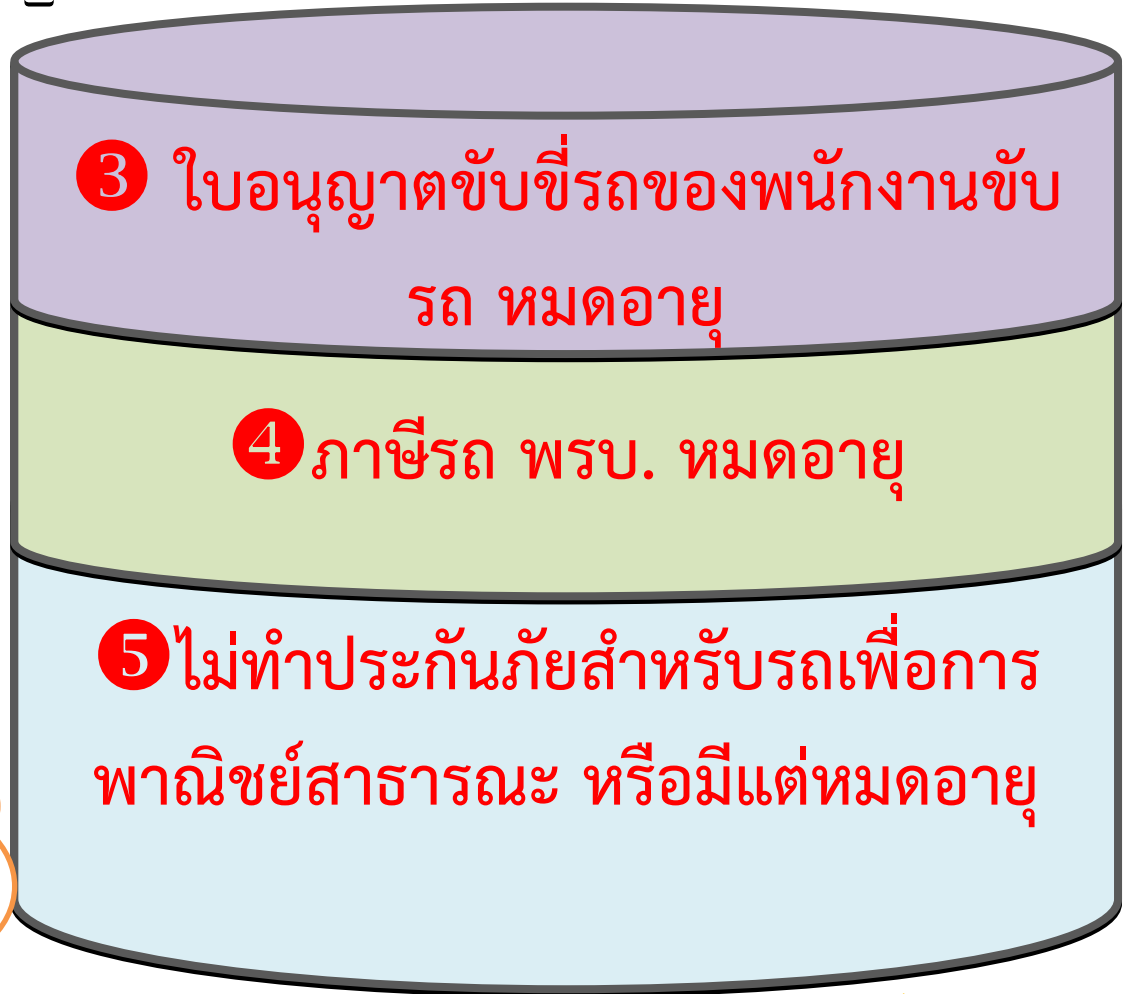 ❸ ใบอนุญาตขับขี่รถของพนักงานขับ
รถ หมดอายุ
❹ภาษีรถ พรบ. หมดอายุ
❺ไม่ทำประกันภัยสำหรับรถเพื่อการ
พาณิชย์สาธารณะ หรือมีแต่หมดอายุ